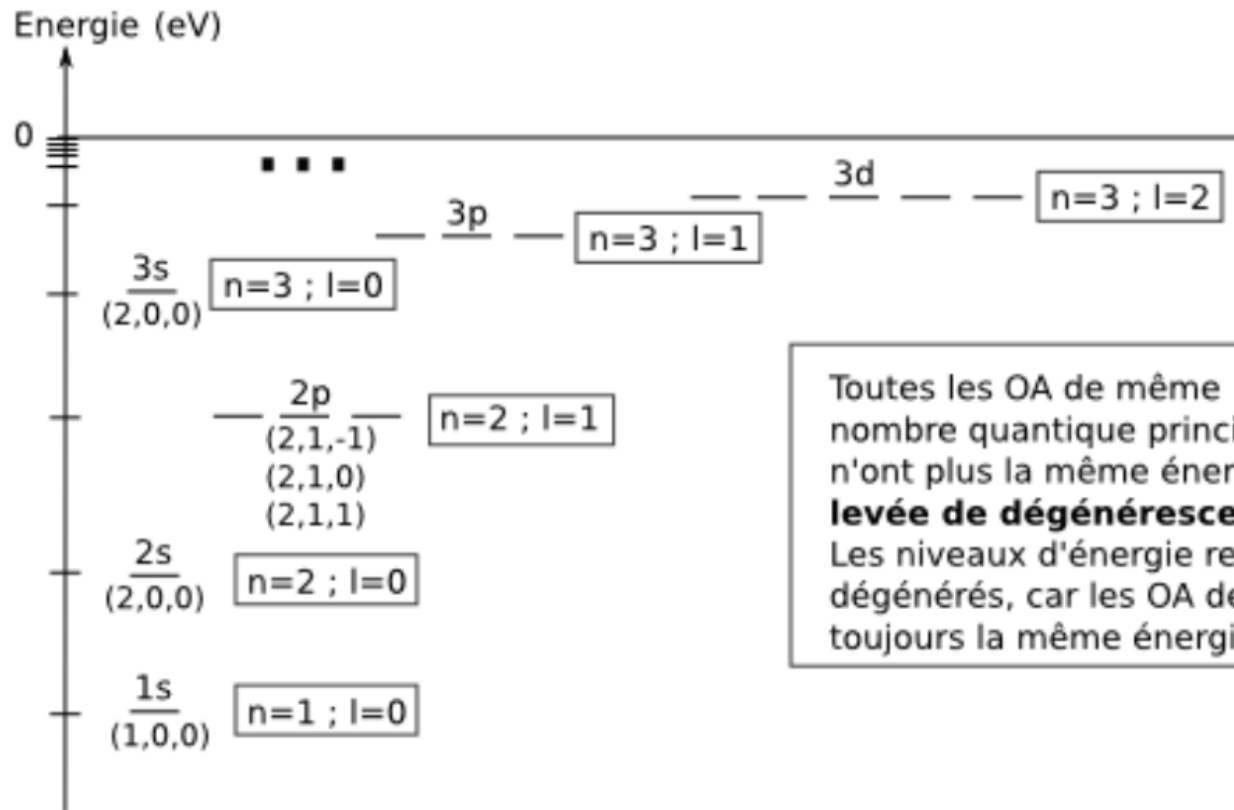 Energie (eV)
0
3d
n=3 ; l=2
3p
n=3 ; l=1
3s
n=3 ; l=0
(2,0,0)
2p
n=2 ; l=1
(2,1,-1)
(2,1,0)
(2,1,1)
2s
n=2 ; l=0
(2,0,0)
1s
n=1 ; l=0
(1,0,0)
Toutes les OA de même
nombre quantique princi
n'ont plus la même éner
levée de dégénéresce
Les niveaux d'énergie re
dégénérés, car les OA de
toujours la même énergi